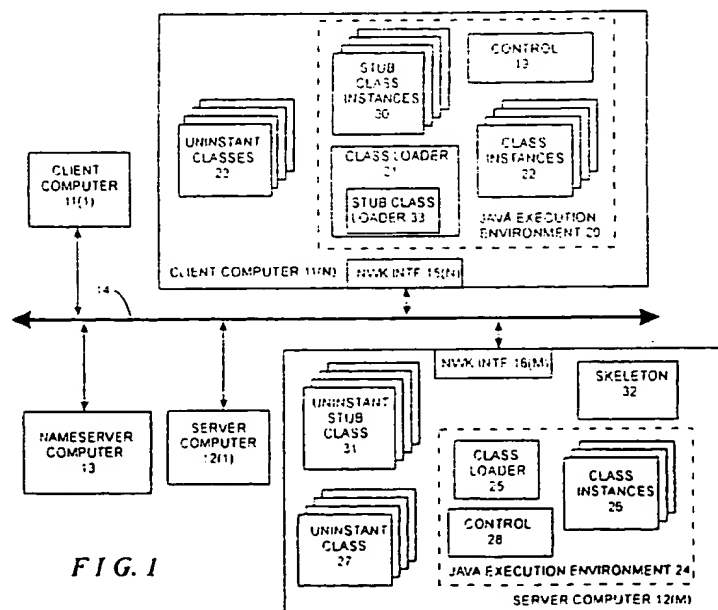 STUB
CLASS
INSTANCES
30
CONTROL
19
UNINSTANT
CLASSES
23
CLASS LOADER
21
STUB CLASS
LOADER 33
CLASS
INSTANCES
22
JAVA EXECUTION
ENVIRONMENT 20
CLIENT
COMPUTER
11(1)
CLIENT COMPUTER 11(N)
NWK INTF 15(N)
14
NWK INTF 16(M)
NAMESERVER
COMPUTER
13
SERVER
COMPUTER
12(1)
UNINSTANT
STUB
CLASS
31
SKELETON
32
CLASS
LOADER
25
CLASS
INSTANCES
26
UNINSTANT
CLASS
27
CONTROL
28
JAVA EXECUTION ENVIRONMENT 24
SERVER COMPUTER 12(M)
FIG. 1